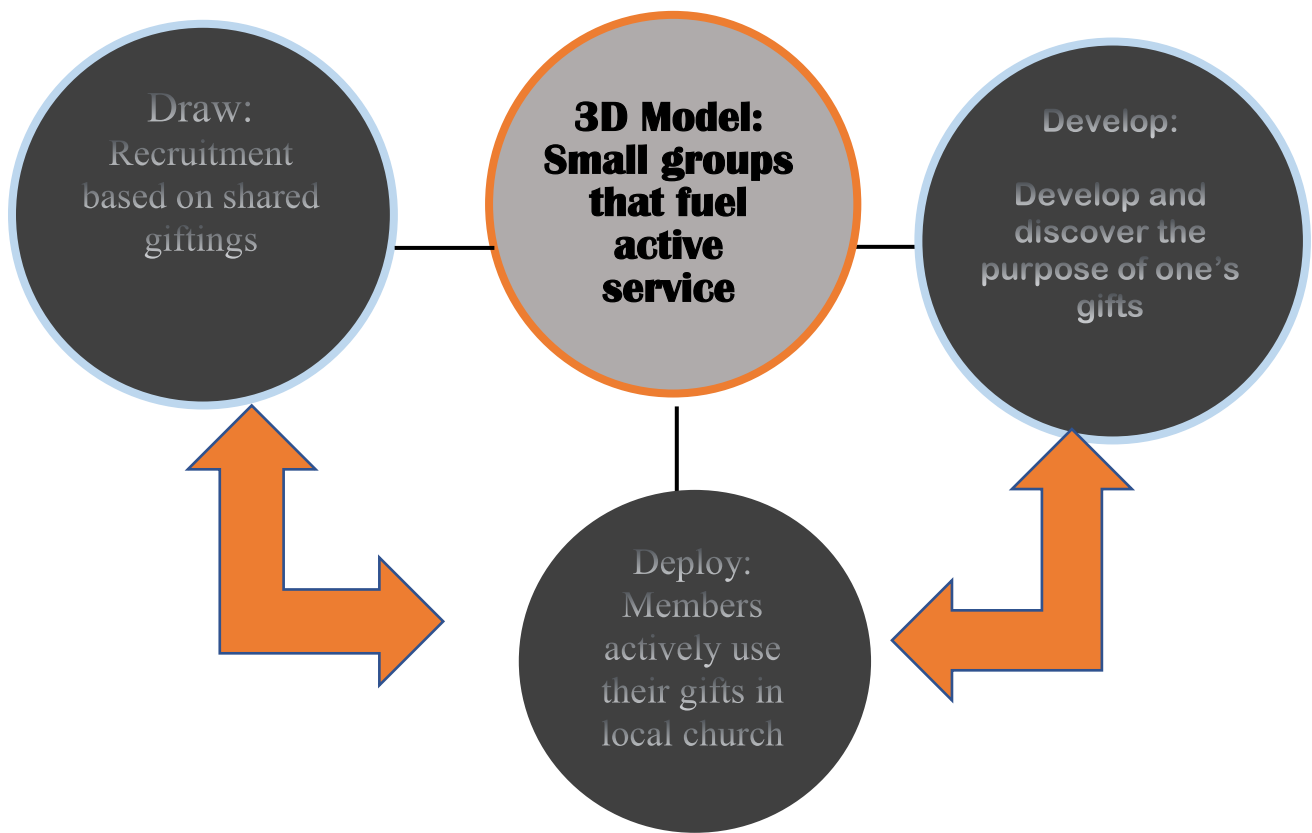 Draw:
Recruitment
based on shared
giftings
3D Model:
Small groups
that fuel
active
service
Develop:
Develop and
discover the
purpose of one’s
gifts
Deploy:
Members
actively use
their gifts in
local church